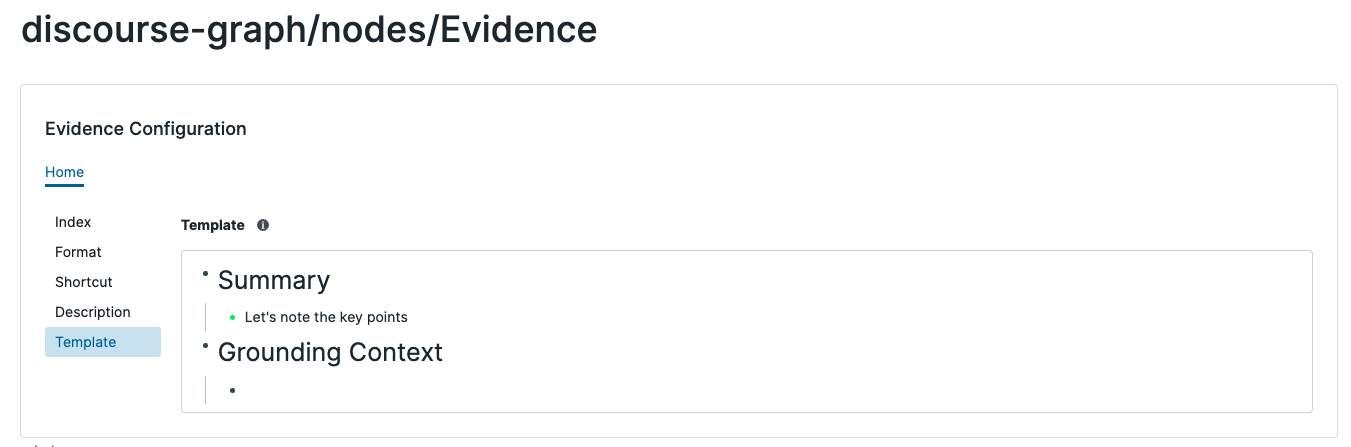 discourse-graph/nodes/Evidence
Evidence Configuration
Home
Index
Format
Shortcut
Description
Template
Template
Summary
Let's note the key points
Grounding Context